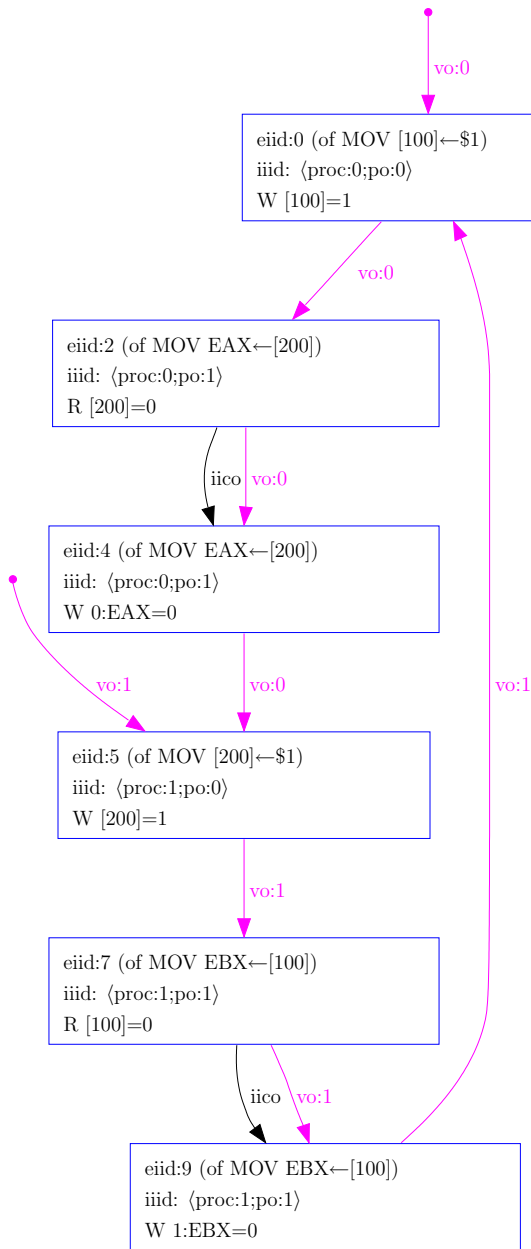 vo:0
eiid:0 (of MOV [100]←$1)
iiid: ⟨proc:0;po:0⟩
W [100]=1
vo:0
eiid:2 (of MOV EAX←[200])
iiid: ⟨proc:0;po:1⟩
R [200]=0
iico
vo:0
eiid:4 (of MOV EAX←[200])
iiid: ⟨proc:0;po:1⟩
W 0:EAX=0
vo:1
vo:0
vo:1
eiid:5 (of MOV [200]←$1)
iiid: ⟨proc:1;po:0⟩
W [200]=1
vo:1
eiid:7 (of MOV EBX←[100])
iiid: ⟨proc:1;po:1⟩
R [100]=0
iico
vo:1
eiid:9 (of MOV EBX←[100])
iiid: ⟨proc:1;po:1⟩
W 1:EBX=0